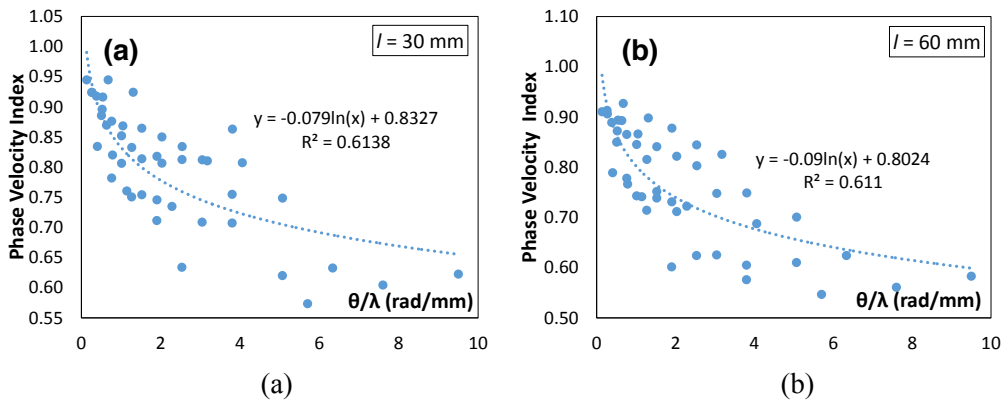 1.05
1.00
0.95
0.90
0.85
0.80
0.75
0.70
0.65
0.60
0.55
Phase Velocity Index
(a)
l = 30 mm
y = -0.079ln(x) + 0.8327
R² = 0.6138
θ/λ (rad/mm)
0 2 4 6 8 10
(a)
1.10
1.00
0.90
0.80
0.70
0.60
0.50
Phase Velocity Index
(b)
l = 60 mm
y = -0.09ln(x) + 0.8024
R² = 0.611
θ/λ (rad/mm)
0 2 4 6 8 10
(b)